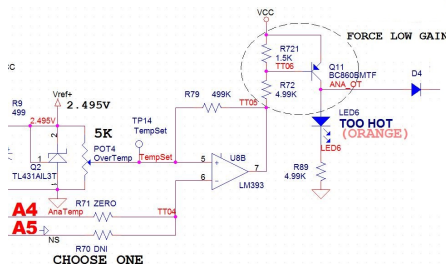 VCC
FORCE LOW GAIN
R721
1.5K
Q11
BC860BMTF
TT06
ANA_OT
D4
R72
4.99K
R9
499
Vref+
2.495V
2.495V
R79
499K
TT05
TP14
TempSet
5K
POT4
OverTemp
TempSet
2
1
Q2
TL431AIL3T
1
5
6
7
U8B
LM393
LED6
TOO HOT
(ORANGE)
LED6
R89
4.99K
A4
AnaTemp
R71 ZERO
TT04
A5
NS
R70 DNI
CHOOSE ONE